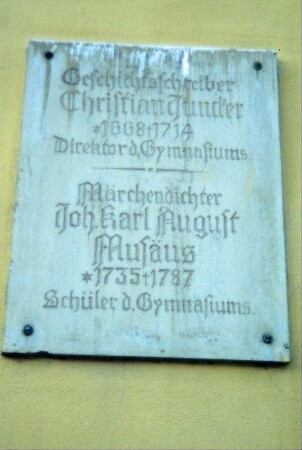 Geschichtsschreiber
Christian Juncker
*1668†1714
Direktor d. Gymnasiums
Märchendichter
Joh. Karl August
Musäus
*1735†1787
Schüler d. Gymnasiums.